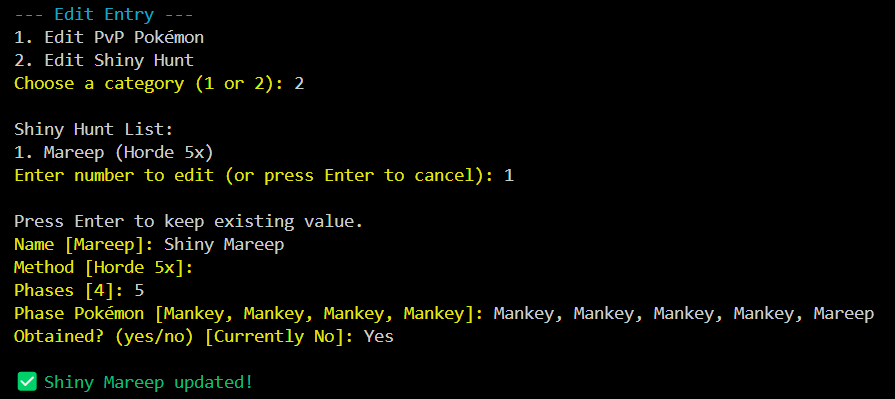 --- Edit Entry ---
1. Edit PvP Pokémon
2. Edit Shiny Hunt
Choose a category (1 or 2): 2
Shiny Hunt List:
1. Mareep (Horde 5x)
Enter number to edit (or press Enter to cancel): 1
Press Enter to keep existing value.
Name [Mareep]: Shiny Mareep
Method [Horde 5x]:
Phases [4]: 5
Phase Pokémon [Mankey, Mankey, Mankey, Mankey]: Mankey, Mankey, Mankey, Mankey, Mareep
Obtained? (yes/no) [Currently No]: Yes
✅ Shiny Mareep updated!